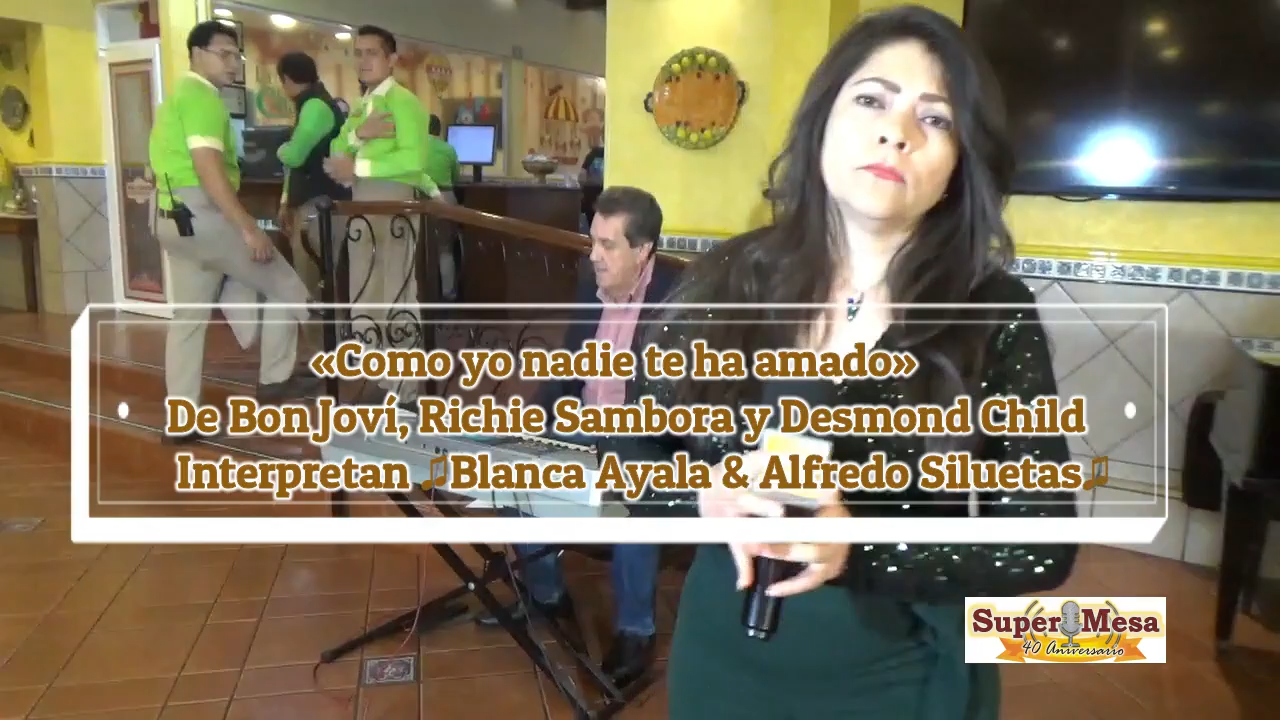 «Como yo nadie te ha amado»
De Bon Joví, Richie Sambora y Desmond Child
Interpretan ♫Blanca Ayala & Alfredo Siluetas♫
Super Mesa
40 Aniversario